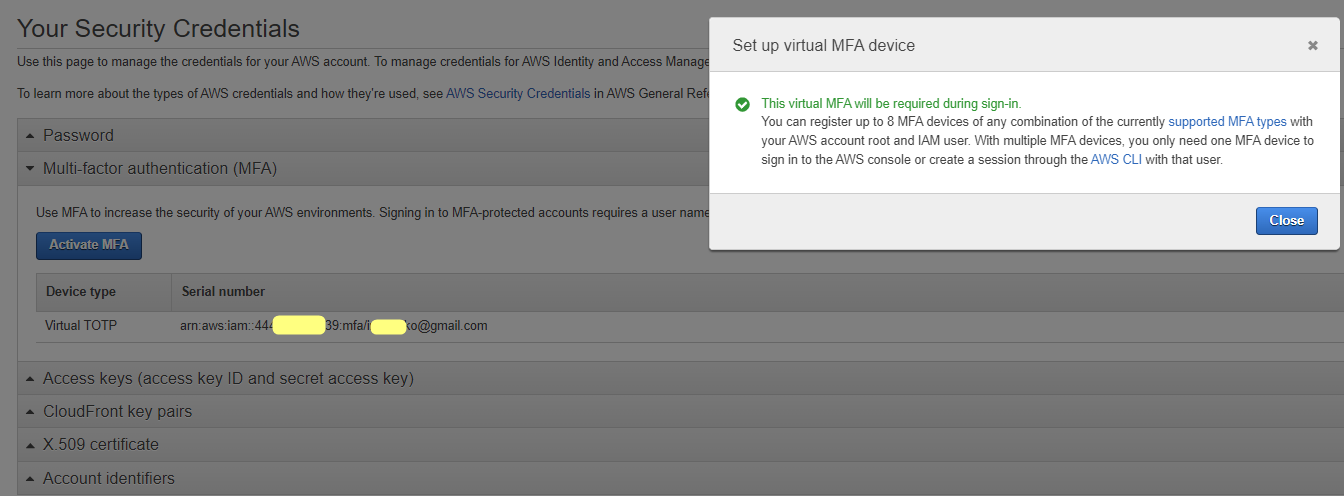 Your Security Credentials
Use this page to manage the credentials for your AWS account. To manage credentials for AWS Identity and Access Manage
To learn more about the types of AWS credentials and how they're used, see AWS Security Credentials in AWS General Refe
Password
Multi-factor authentication (MFA)
Use MFA to increase the security of your AWS environments. Signing in to MFA-protected accounts requires a user name
Activate MFA
Device type Serial number
Virtual TOTP arn:aws:iam::444 39:mfa/i ko@gmail.com
Access keys (access key ID and secret access key)
CloudFront key pairs
X.509 certificate
Account identifiers
Set up virtual MFA device
This virtual MFA will be required during sign-in.
You can register up to 8 MFA devices of any combination of the currently supported MFA types with
your AWS account root and IAM user. With multiple MFA devices, you only need one MFA device to
sign in to the AWS console or create a session through the AWS CLI with that user.
Close